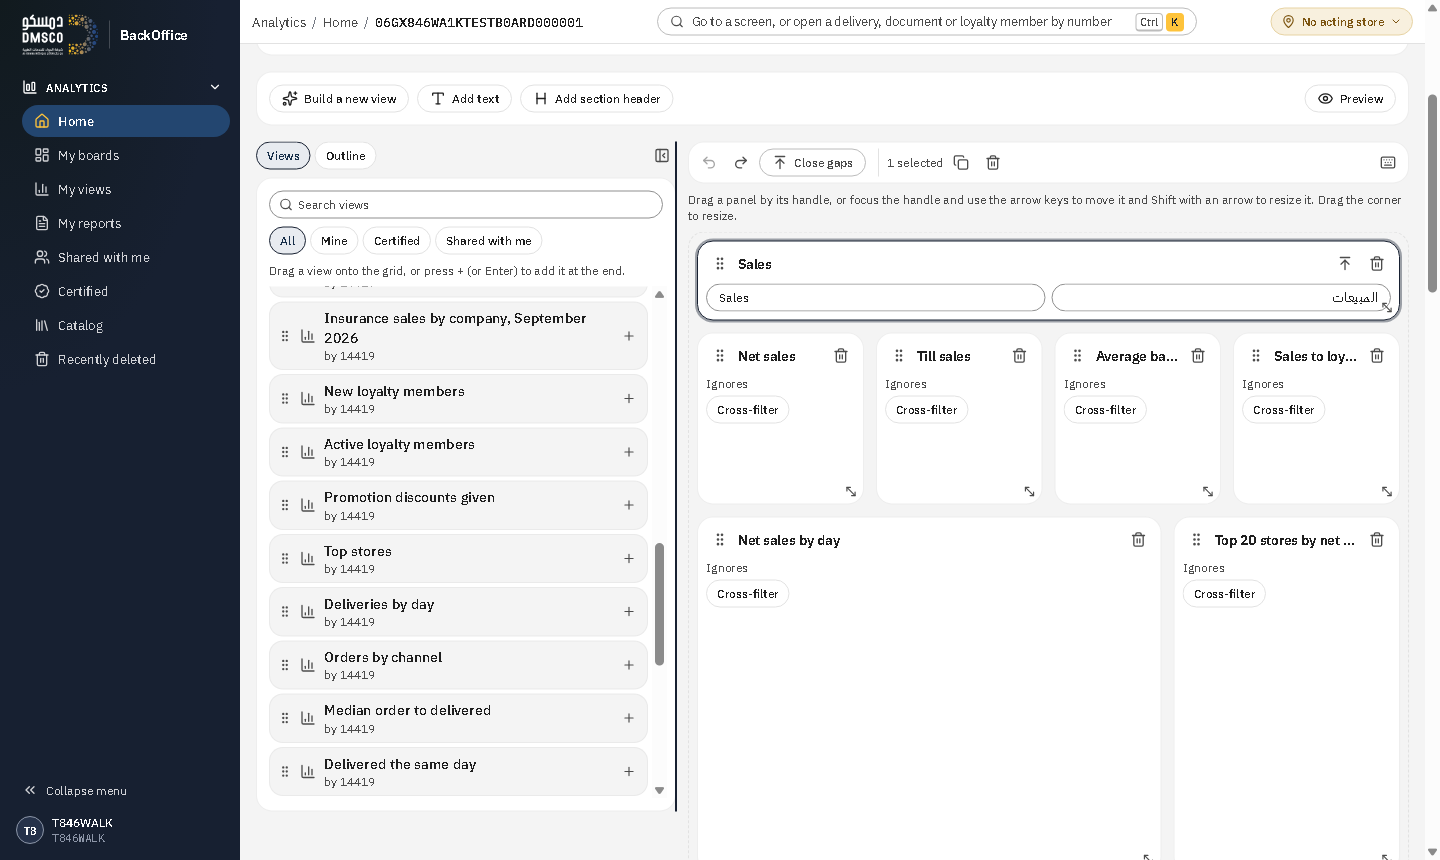 دمسكو
DMSCO
BackOffice
ANALYTICS
Home
My boards
My views
My reports
Shared with me
Certified
Catalog
Recently deleted
Collapse menu
T8
T846WALK
T846WALK
Analytics / Home / 06GX846WA1KTESTB0ARD000001
Go to a screen, or open a delivery, document or loyalty member by number
Ctrl K
No acting store
Build a new view
Add text
Add section header
Preview
Views
Outline
Search views
All
Mine
Certified
Shared with me
Drag a view onto the grid, or press + (or Enter) to add it at the end.
Insurance sales by company, September
2026
by 14419
New loyalty members
by 14419
Active loyalty members
by 14419
Promotion discounts given
by 14419
Top stores
by 14419
Deliveries by day
by 14419
Orders by channel
by 14419
Median order to delivered
by 14419
Delivered the same day
by 14419
Close gaps
1 selected
Drag a panel by its handle, or focus the handle and use the arrow keys to move it and Shift with an arrow to resize it. Drag the corner
to resize.
Sales
Sales
المبيعات
Net sales
Ignores
Cross-filter
Till sales
Ignores
Cross-filter
Average ba...
Ignores
Cross-filter
Sales to loy...
Ignores
Cross-filter
Net sales by day
Ignores
Cross-filter
Top 20 stores by net ...
Ignores
Cross-filter